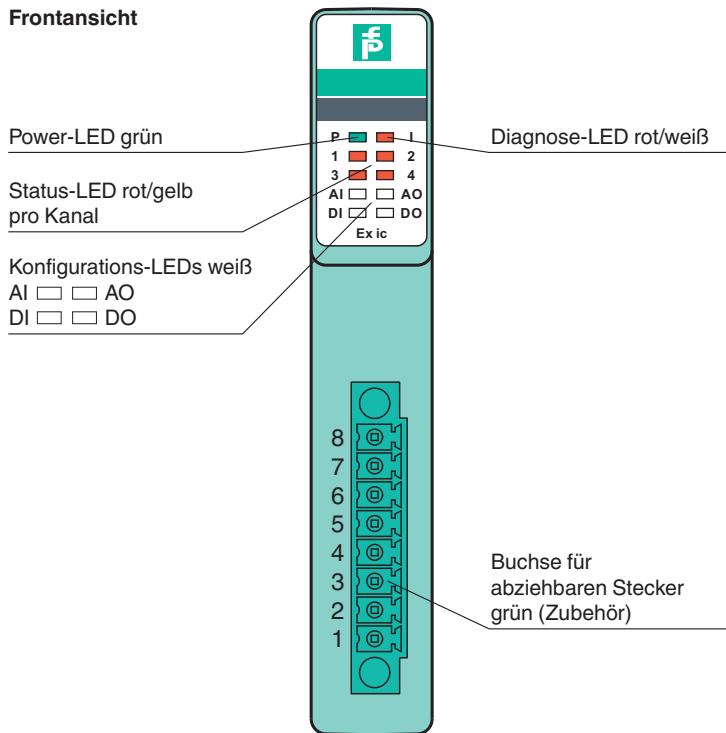 Frontansicht
Power-LED grün
Diagnose-LED rot/weiß
P I
1 2
3 4
AI AO
DI DO
Ex ic
Status-LED rot/gelb
pro Kanal
Konfigurations-LEDs weiß
AI AO
DI DO
8
7
6
5
4
3
2
1
Buchse für
abziehbaren Stecker
grün (Zubehör)